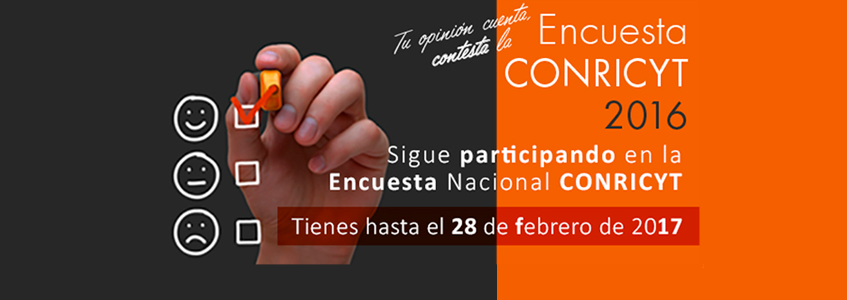 Tu opinión cuenta,
contesta la
Encuesta
CONRICYT
2016
Sigue participando en la
Encuesta Nacional CONRICYT
Tienes hasta el 28 de febrero de 2017